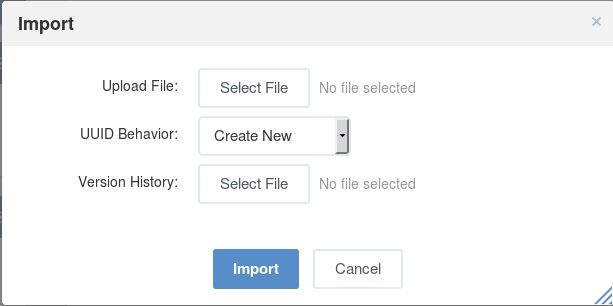 Import ×
Upload File: Select File No file selected
UUID Behavior: Create New
Version History: Select File No file selected
Import Cancel